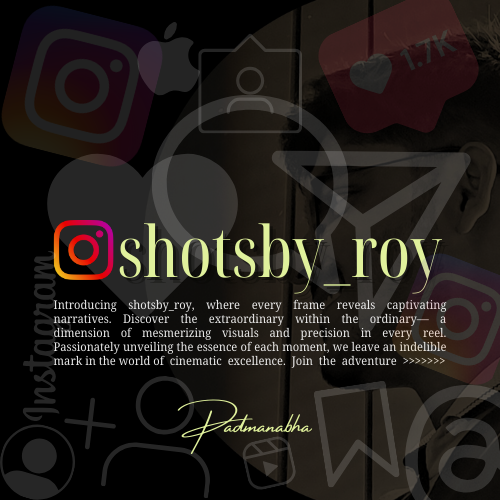 1.7K
Instagram
shotsby_roy
Introducing shotsby_roy, where every frame reveals captivating
narratives. Discover the extraordinary within the ordinary— a
dimension of mesmerizing visuals and precision in every reel.
Passionately unveiling the essence of each moment, we leave an indelible
mark in the world of cinematic excellence. Join the adventure >>>>>>>
Padmanabha
@